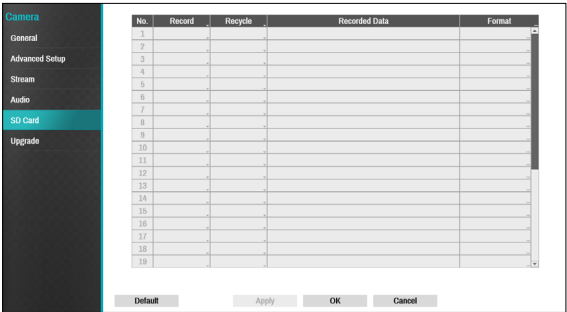 Camera
General
Advanced Setup
Stream
Audio
SD Card
Upgrade
No. Record Recycle Recorded Data Format
1
2
3
4
5
6
7
8
9
10
11
12
13
14
15
16
17
18
19
Default Apply OK Cancel